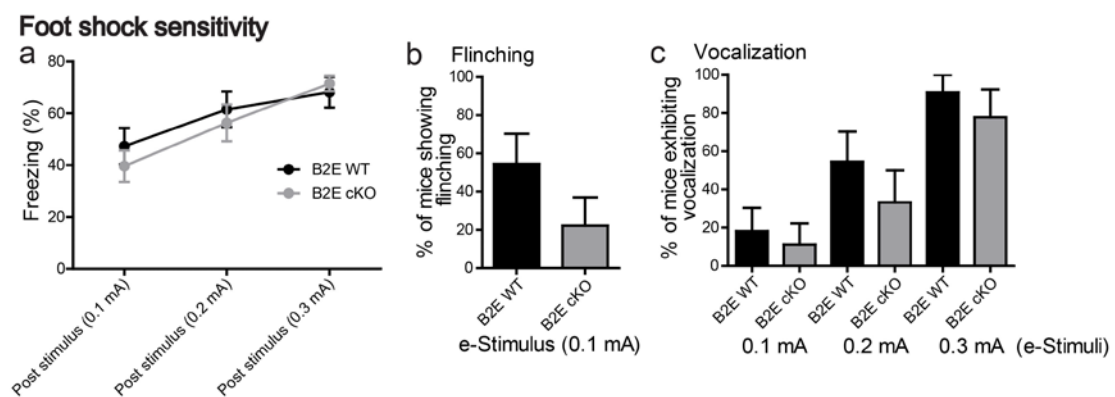 Foot shock sensitivity
a
80
60
40
20
0
Freezing (%)
B2E WT
B2E cKO
Post stimulus (0.1 mA)
Post stimulus (0.2 mA)
Post stimulus (0.3 mA)
b Flinching
100
80
60
40
20
0
% of mice showing
flinching
B2E WT
B2E cKO
e-Stimulus (0.1 mA)
c Vocalization
100
80
60
40
20
0
% of mice exhibiting
vocalization
B2E WT
B2E cKO
B2E WT
B2E cKO
B2E WT
B2E cKO
0.1 mA 0.2 mA 0.3 mA (e-Stimuli)